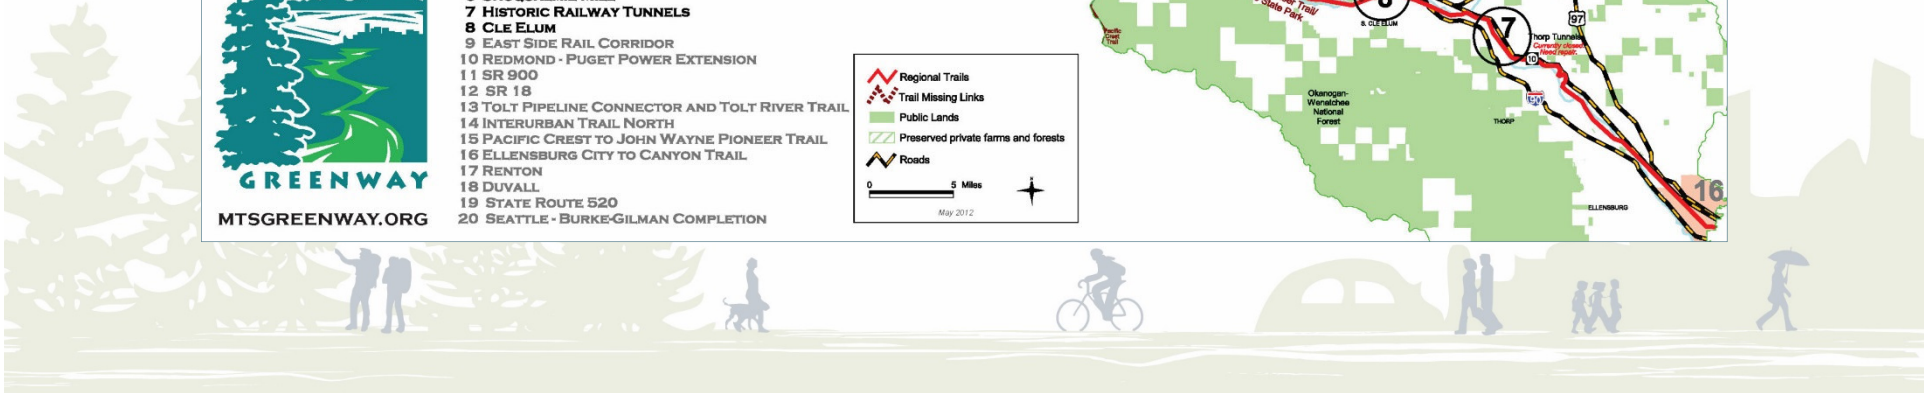 7 HISTORIC RAILWAY TUNNELS
8 CLE ELUM
9 EAST SIDE RAIL CORRIDOR
10 REDMOND - PUGET POWER EXTENSION
11 SR 900
12 SR 18
13 TOLT PIPELINE CONNECTOR AND TOLT RIVER TRAIL
14 INTERURBAN TRAIL NORTH
15 PACIFIC CREST TO JOHN WAYNE PIONEER TRAIL
16 ELLENSBURG CITY TO CANYON TRAIL
17 RENTON
18 DUVALL
19 STATE ROUTE 520
20 SEATTLE - BURKE-GILMAN COMPLETION
GREENWAY
MTSGREENWAY.ORG
Regional Trails
Trail Missing Links
Public Lands
Preserved private farms and forests
Roads
0 5 Miles
N
May 2012
Pacific
Crest
Trail
Trail/
State Park
S. CLE ELUM
7
97
Thorp Tunnels
Currently closed.
Need repair.
10
90
Okanogan-
Wenatchee
National
Forest
THORP
16
ELLENSBURG